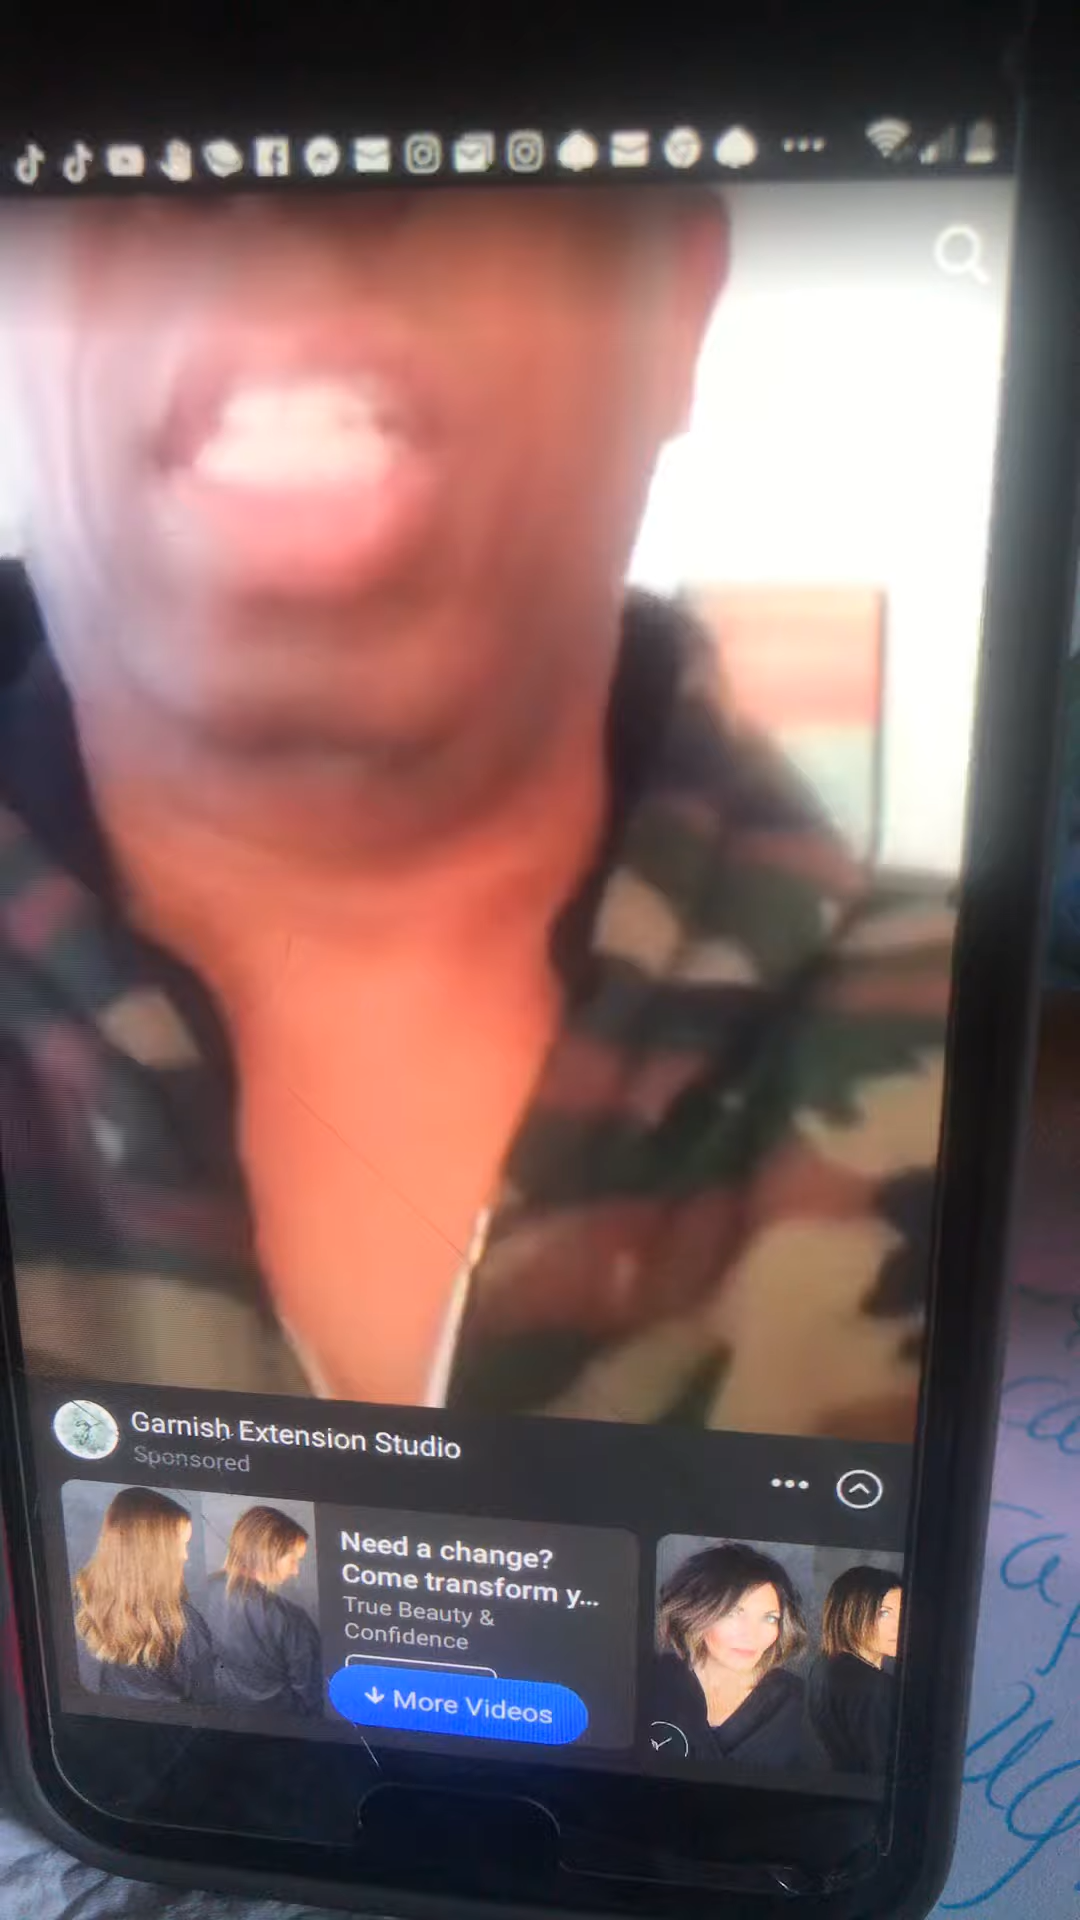 Garnish Extension Studio
Sponsored
Need a change?
Come transform y...
True Beauty &
Confidence
More Videos